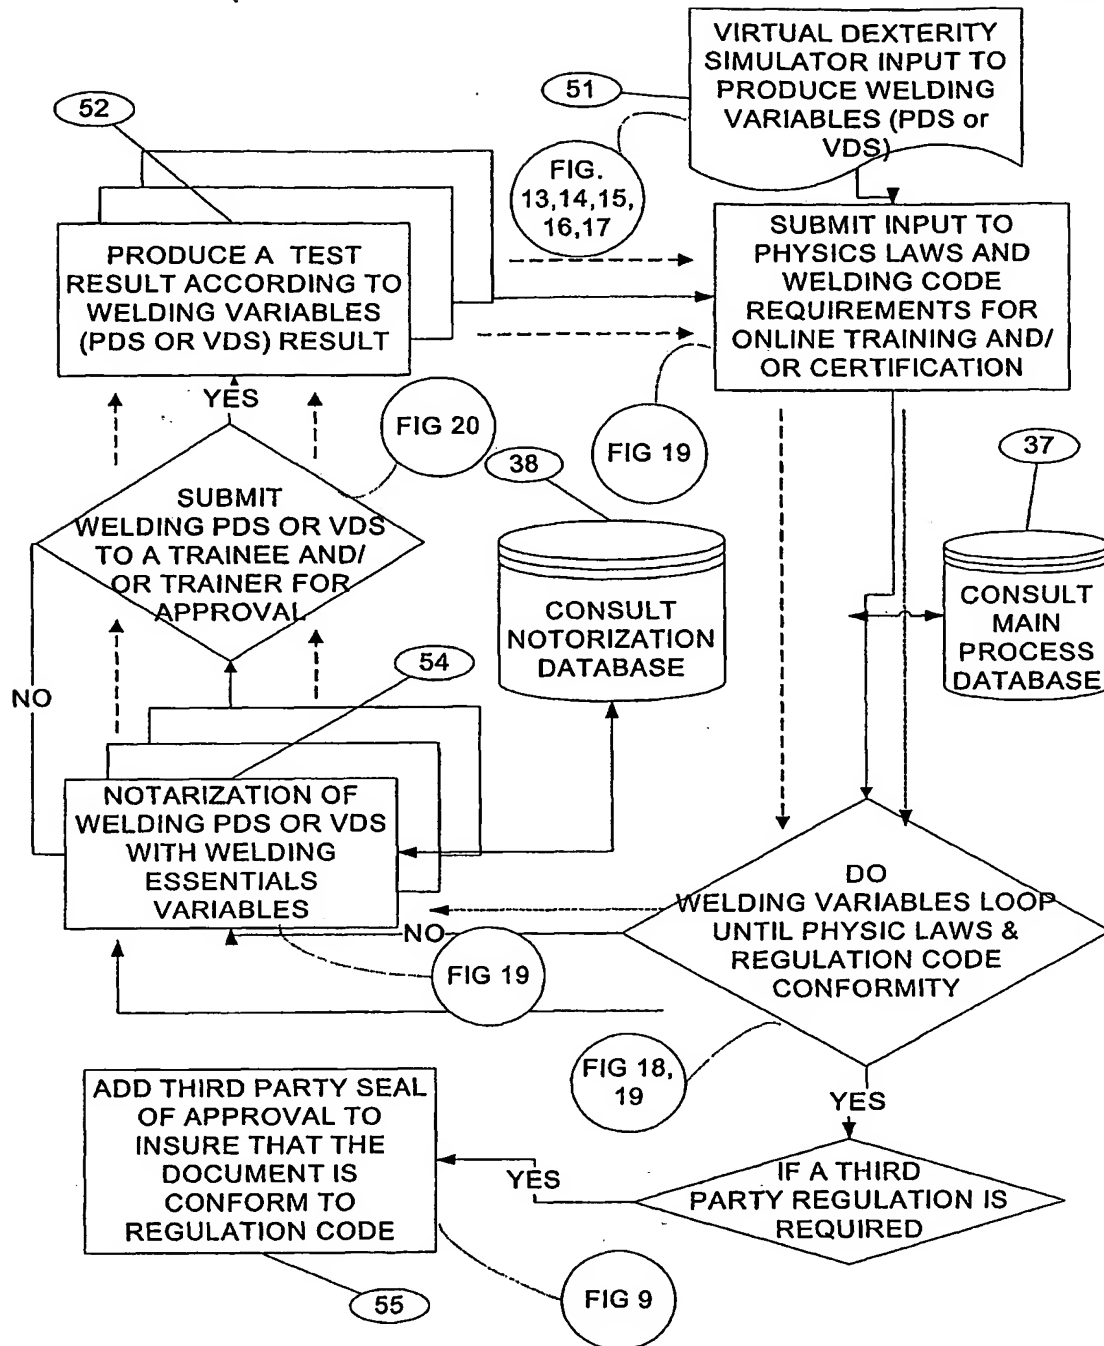 VIRTUAL DEXTERITY
SIMULATOR INPUT TO
PRODUCE WELDING
VARIABLES (PDS or
VDS)
51
52
FIG.
13,14,15,
16,17
SUBMIT INPUT TO
PHYSICS LAWS AND
WELDING CODE
REQUIREMENTS FOR
ONLINE TRAINING AND/
OR CERTIFICATION
PRODUCE A TEST
RESULT ACCORDING TO
WELDING VARIABLES
(PDS OR VDS) RESULT
YES
FIG 20
FIG 19
38
37
SUBMIT
WELDING PDS OR VDS
TO A TRAINEE AND/
OR TRAINER FOR
APPROVAL
CONSULT
NOTORIZATION
DATABASE
CONSULT
MAIN
PROCESS
DATABASE
NO
54
NOTARIZATION OF
WELDING PDS OR VDS
WITH WELDING
ESSENTIALS
VARIABLES
DO
WELDING VARIABLES LOOP
UNTIL PHYSIC LAWS &
REGULATION CODE
CONFORMITY
NO
FIG 19
FIG 18,
19
YES
ADD THIRD PARTY SEAL
OF APPROVAL TO
INSURE THAT THE
DOCUMENT IS
CONFORM TO
REGULATION CODE
YES
IF A THIRD
PARTY REGULATION IS
REQUIRED
55
FIG 9